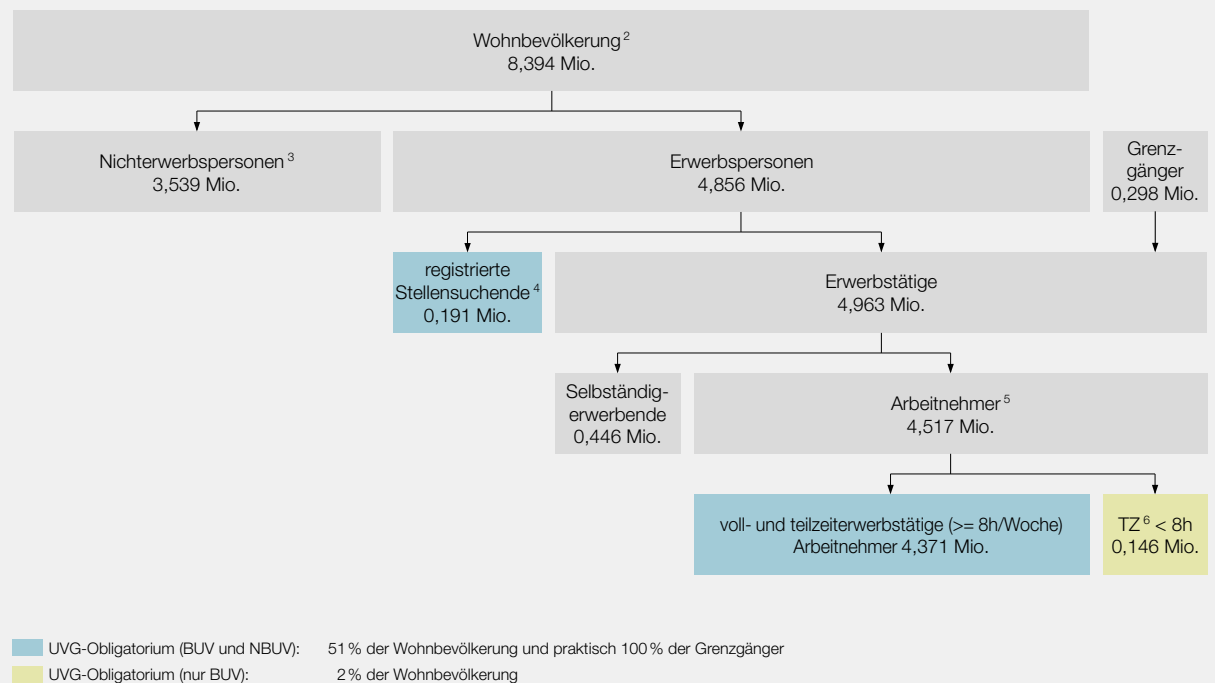 Wohnbevölkerung 2
8,394 Mio.
Nichterwerbspersonen 3
3,539 Mio.
Erwerbspersonen
4,856 Mio.
Grenz-
gänger
0,298 Mio.
registrierte
Stellensuchende 4
0,191 Mio.
Erwerbstätige
4,963 Mio.
Selbständig-
erwerbende
0,446 Mio.
Arbeitnehmer 5
4,517 Mio.
voll- und teilzeiterwerbstätige (>= 8h/Woche)
Arbeitnehmer 4,371 Mio.
TZ 6 < 8h
0,146 Mio.
UVG-Obligatorium (BUV und NBUV): 51 % der Wohnbevölkerung und praktisch 100 % der Grenzgänger
UVG-Obligatorium (nur BUV): 2 % der Wohnbevölkerung